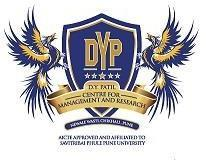 DYP
D.Y. PATIL
CENTRE FOR
MANAGEMENT AND RESEARCH
NEWALE WASTI, CHIKHALI, PUNE
AICTE APPROVED AND AFFILIATED TO
SAVITRIBAI PHULE PUNE UNIVERSITY